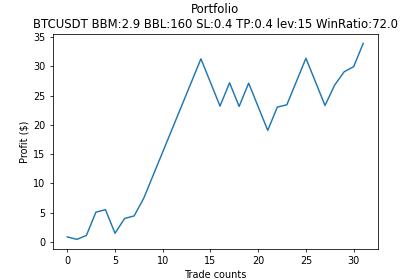 Portfolio
BTCUSDT BBM:2.9 BBL:160 SL:0.4 TP:0.4 lev:15 WinRatio:72.0
Profit ($)
35
30
25
20
15
10
5
0
0 5 10 15 20 25 30
Trade counts